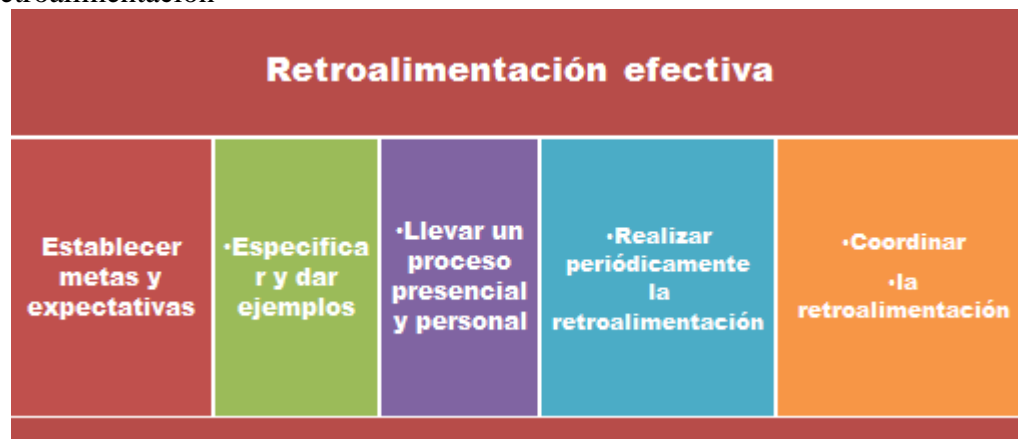 etroalimentación
Retroalimentación efectiva
Establecer
metas y
expectativas
•Especifica
r y dar
ejemplos
•Llevar un
proceso
presencial
y personal
•Realizar
periódicamente
la
retroalimentación
•Coordinar
•la
retroalimentación